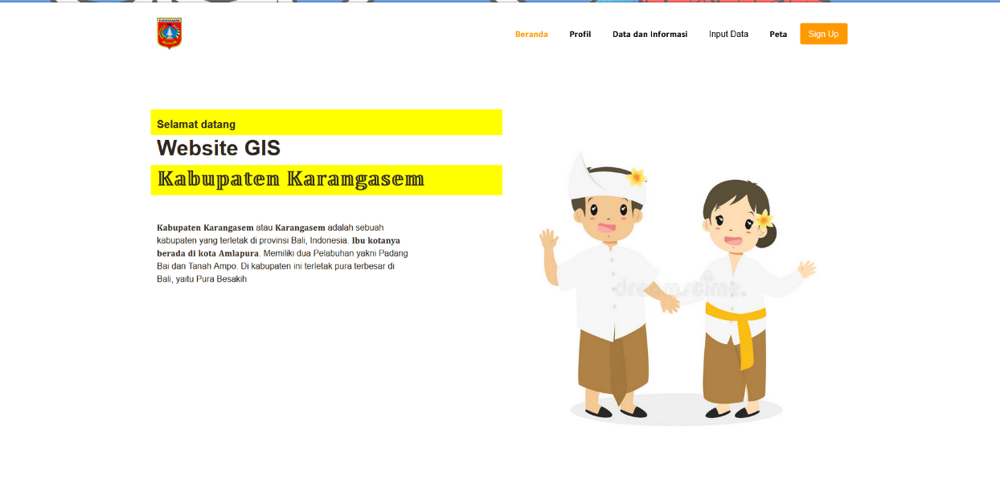 KARANGASEM
Beranda Profil Data dan Informasi Input Data Peta Sign Up
Selamat datang
Website GIS
Kabupaten Karangasem
Kabupaten Karangasem atau Karangasem adalah sebuah
kabupaten yang terletak di provinsi Bali, Indonesia. Ibu kotanya
berada di kota Amlapura. Memiliki dua Pelabuhan yakni Padang
Bai dan Tanah Ampo. Di kabupaten ini terletak pura terbesar di
Bali, yaitu Pura Besakih
dreamstime.